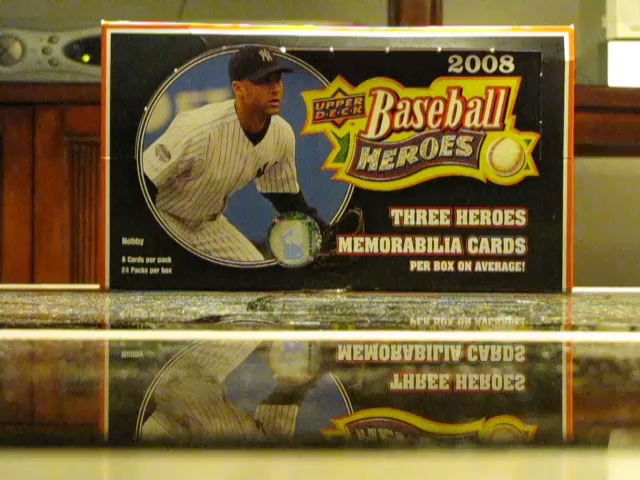 2008
UPPER
D·E·C·K
Baseball
HEROES
THREE HEROES
MEMORABILIA CARDS
PER BOX ON AVERAGE!
Hobby
8 Cards per pack
24 Packs per box